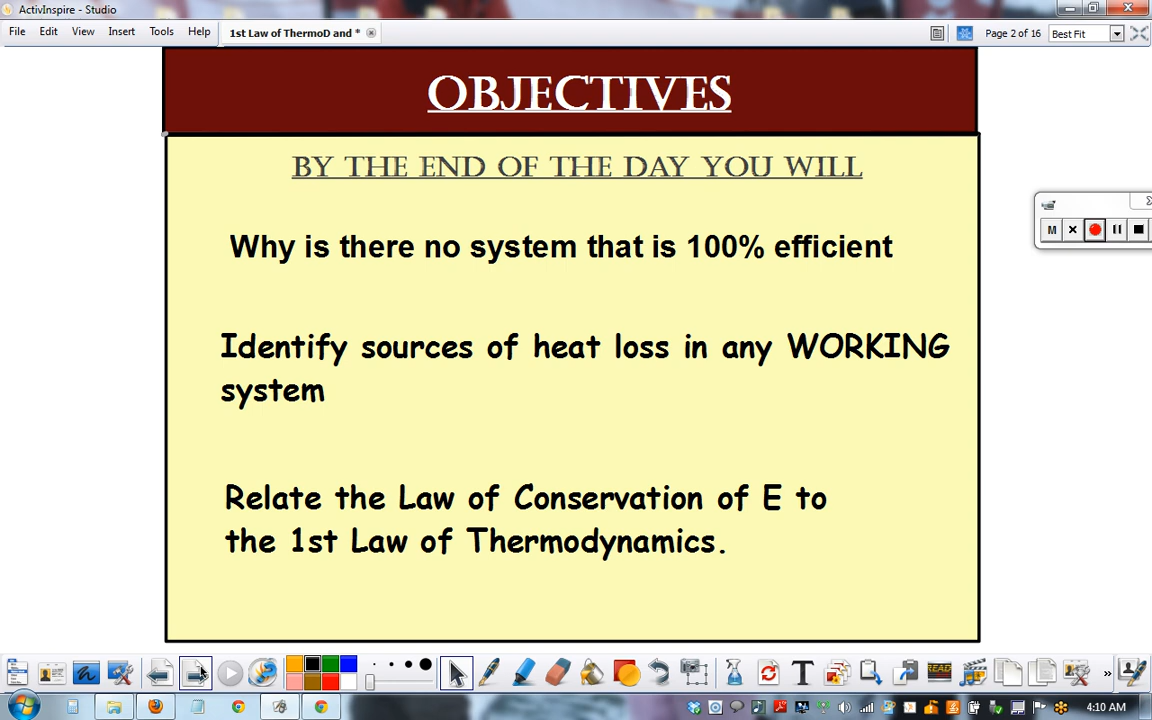 ActivInspire - Studio
File Edit View Insert Tools Help 1st Law of ThermoD and * Page 2 of 16 Best Fit
OBJECTIVES
BY THE END OF THE DAY YOU WILL
Why is there no system that is 100% efficient
M
Identify sources of heat loss in any WORKING
system
Relate the Law of Conservation of E to
the 1st Law of Thermodynamics.
T READ »
4:10 AM